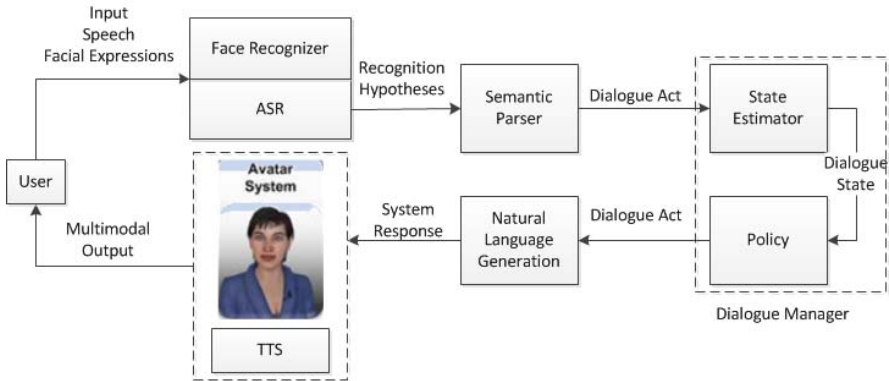 Input
Speech
Facial Expressions
Face Recognizer
ASR
Recognition
Hypotheses
Semantic
Parser
Dialogue Act
State
Estimator
Dialogue
State
User
Avatar
System
Multimodal
Output
System
Response
Natural
Language
Generation
Dialogue Act
Policy
Dialogue Manager
TTS